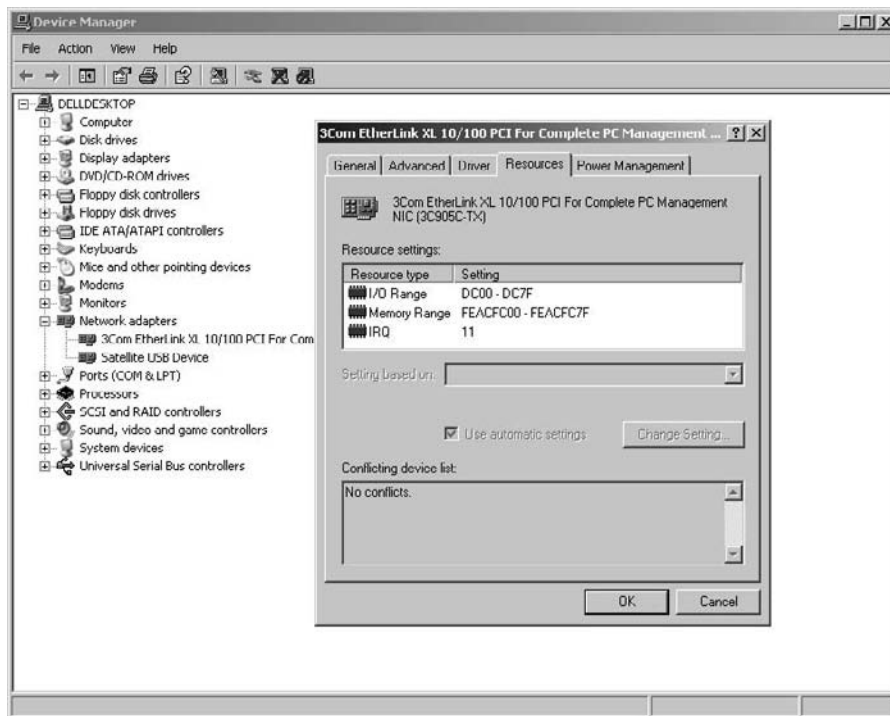 Device Manager
File Action View Help
DELLDESKTOP
Computer
Disk drives
Display adapters
DVD/CD-ROM drives
Floppy disk controllers
Floppy disk drives
IDE ATA/ATAPI controllers
Keyboards
Mice and other pointing devices
Modems
Monitors
Network adapters
3Com EtherLink XL 10/100 PCI For Com
Satellite USB Device
Ports (COM & LPT)
Processors
SCSI and RAID controllers
Sound, video and game controllers
System devices
Universal Serial Bus controllers
3Com EtherLink XL 10/100 PCI For Complete PC Management ...
General Advanced Driver Resources Power Management
3Com EtherLink XL 10/100 PCI For Complete PC Management
NIC (3C905C-TX)
Resource settings:
Resource type Setting
I/O Range DC00 - DC7F
Memory Range FEACFC00 - FEACFC7F
IRQ 11
Setting based on:
Use automatic settings Change Setting...
Conflicting device list:
No conflicts.
OK Cancel